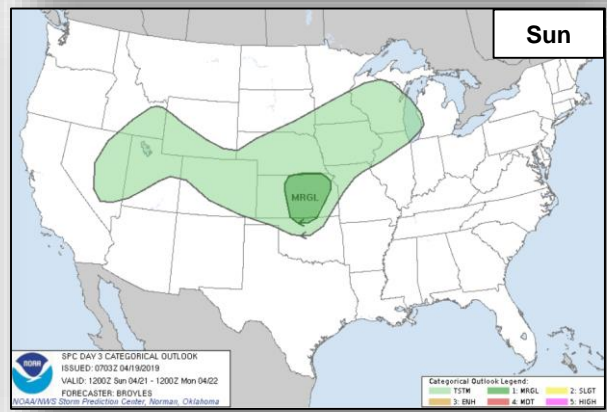 Sun
MRGL
NOAA
SPC DAY 3 CATEGORICAL OUTLOOK
ISSUED: 0703Z 04/19/2019
VALID: 1200Z Sun 04/21 - 1200Z Mon 04/22
FORECASTER: BROYLES
NOAA/NWS Storm Prediction Center, Norman, Oklahoma
Categorical Outlook Legend:
TSTM 1: MRGL 2: SLGT
3: ENH 4: MDT 5: HIGH